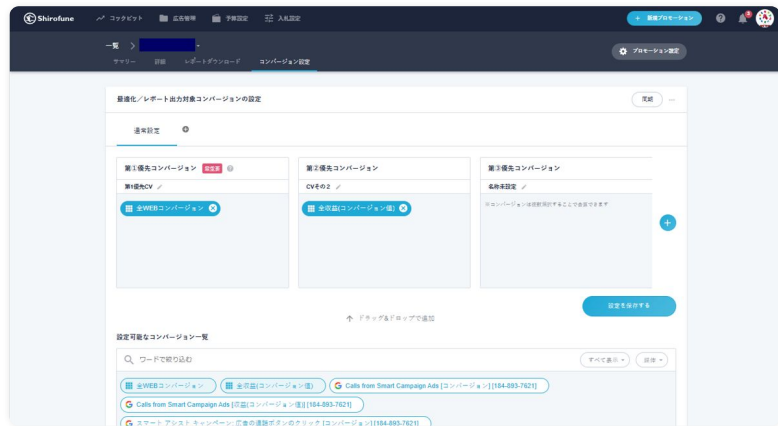 Shirofune コックピット 広告管理 予算設定 入札設定 + 新規プロモーション
一覧 >
プロモーション設定
サマリー 詳細 レポートダウンロード コンバージョン設定
最適化／レポート出力対象コンバージョンの設定
通常設定
第①優先コンバージョン
第②優先コンバージョン
第③優先コンバージョン
第1優先CV
CVその2
名称未設定
全WEBコンバージョン
全収益(コンバージョン値)
※コンバージョンは複数選択することで合算できます
設定を保存する
↑ ドラッグ&ドロップで追加
設定可能なコンバージョン一覧
ワードで絞り込む
すべて表示
媒体
全WEBコンバージョン 全収益(コンバージョン値) Calls from Smart Campaign Ads [コンバージョン] [184-893-7621]
Calls from Smart Campaign Ads [収益(コンバージョン値)] [184-893-7621]
スマート アシスト キャンペーン: 広告の通話ボタンのクリック [コンバージョン] [184-893-7621]